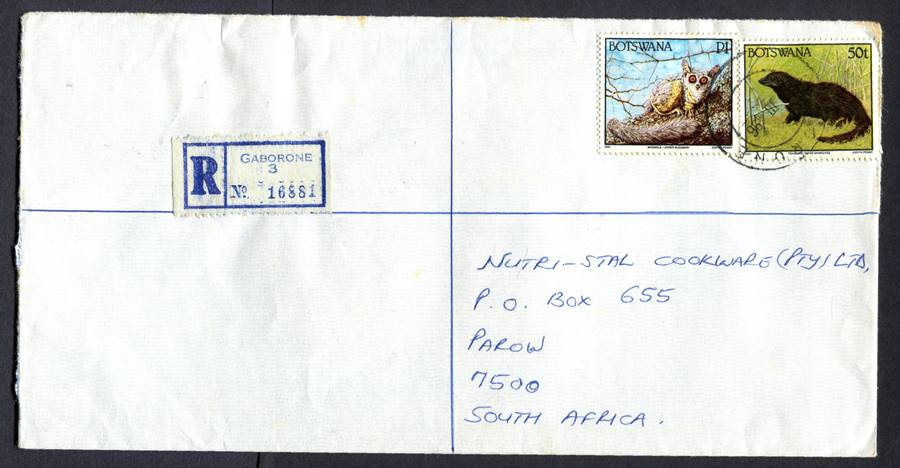 BOTSWANA P1
BOTSWANA 50t
R
GABORONE
3
No 16881
NUTRI-STAL COOKWARE (PTY) LTD,
P.O. BOX 655
PAROW
7500
SOUTH AFRICA.